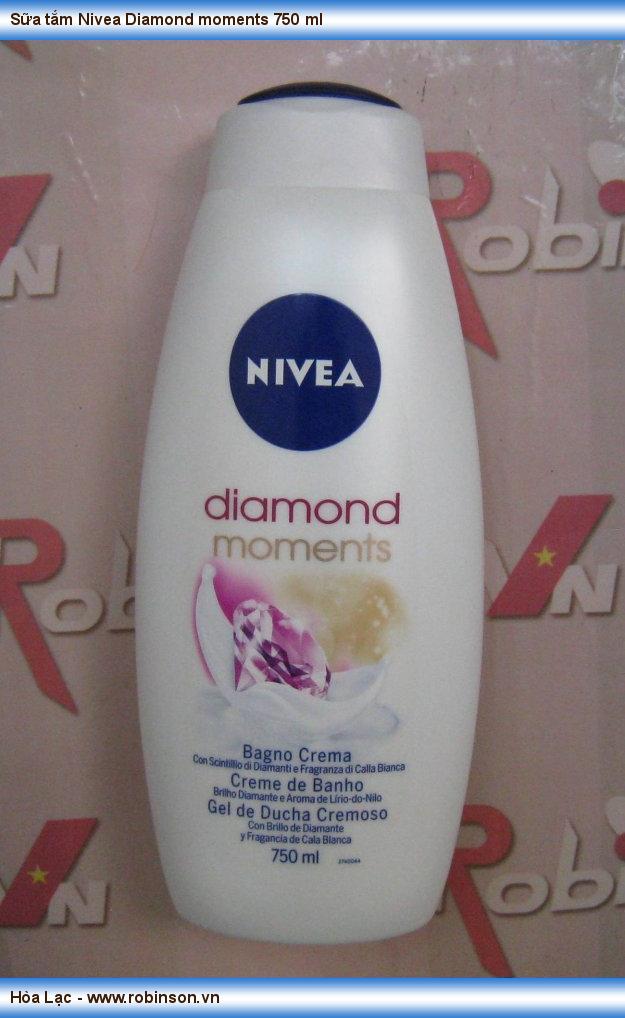 Sữa tắm Nivea Diamond moments 750 ml
Robin
VN
NIVEA
diamond
moments
VN
Robin
Bagno Crema
Con Scintillio di Diamanti e Fragranza di Calla Bianca
Creme de Banho
Brilho Diamante e Aroma de Lírio-do-Nilo
Gel de Ducha Cremoso
Con Brillo de Diamante
y Fragancia de Cala Blanca
750 ml
VN
Robin
Hòa Lạc - www.robinson.vn